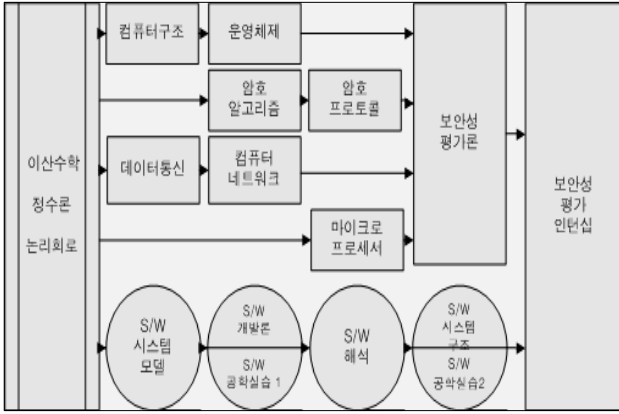 이산수학
정수론
논리회로
컴퓨터구조
운영체제
암호
알고리즘
암호
프로토콜
데이터통신
컴퓨터
네트워크
마이크로
프로세서
보안성
평가론
보안성
평가
인턴십
S/W
시스템
모델
S/W
개발론
S/W
공학실습 1
S/W
해석
S/W
시스템
구조
S/W
공학실습2